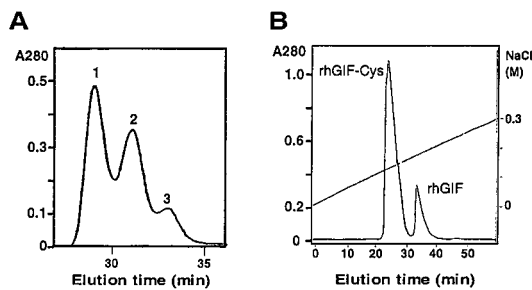 A
A280
0.5
0.3
0.1
0
1
2
3
30
35
Elution time (min)
B
A280
1.0
0.6
0.2
0
rhGIF-Cys
rhGIF
NaCl
(M)
0.3
0
0 10 20 30 40 50
Elution time (min)